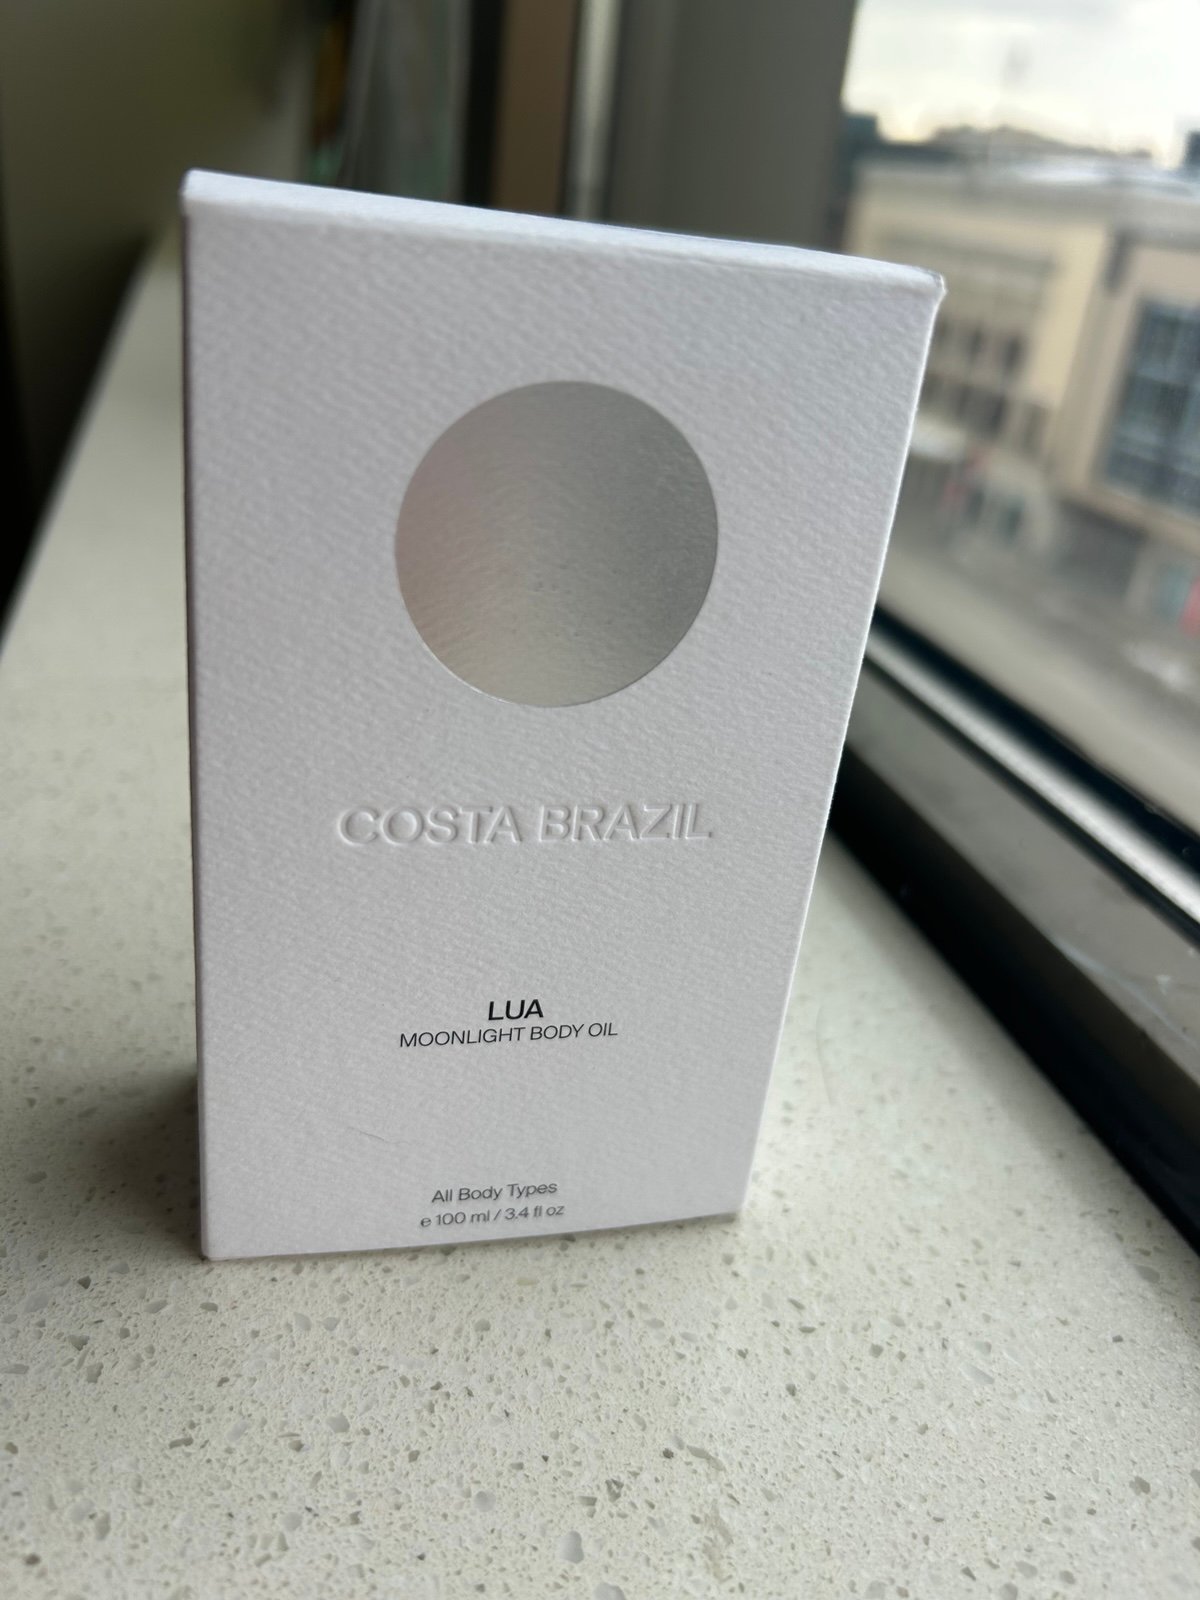 COSTA BRAZIL
LUA
MOONLIGHT BODY OIL
All Body Types
e 100 ml / 3.4 fl oz